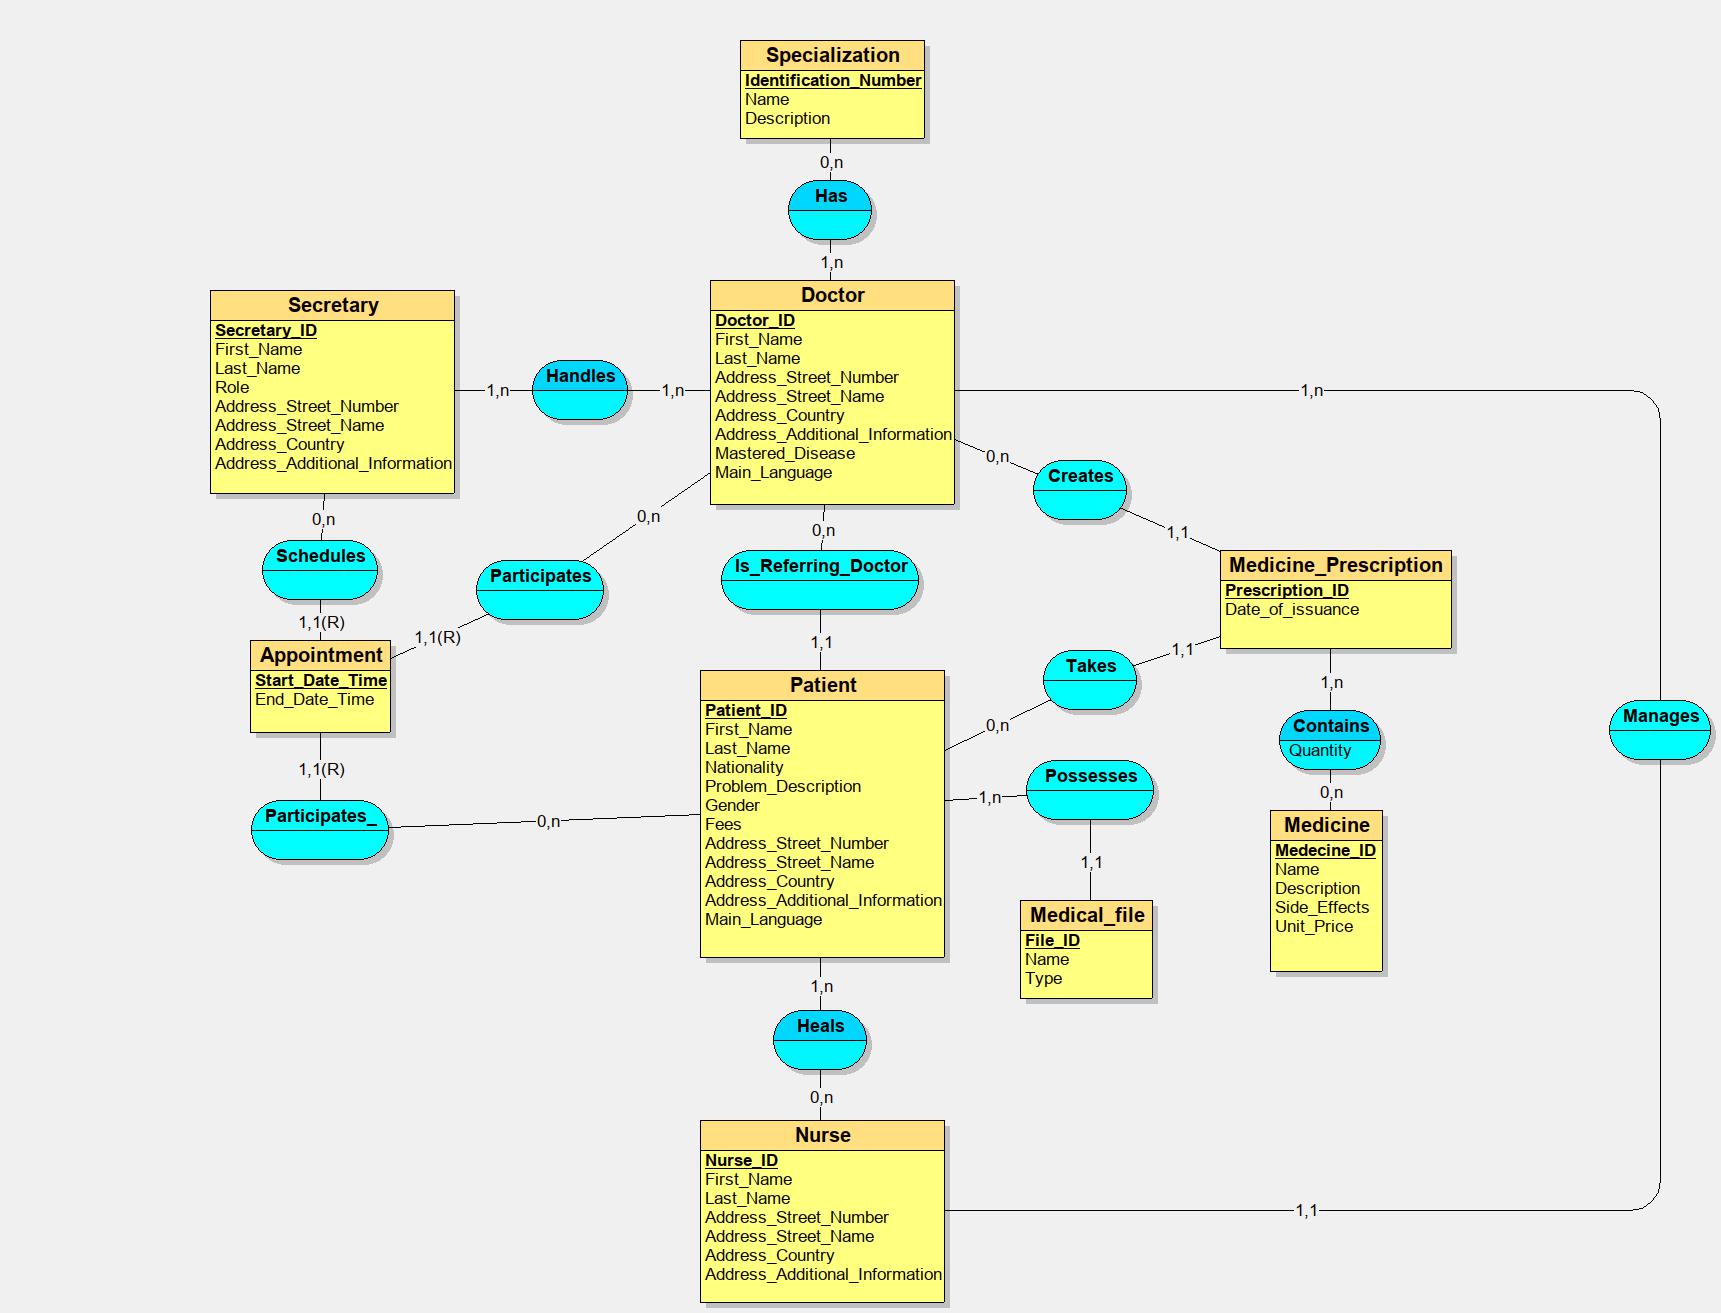 Specialization
Identification_Number
Name
Description
0,n
Has
1,n
Secretary
Secretary_ID
First_Name
Last_Name
Role
Address_Street_Number
Address_Street_Name
Address_Country
Address_Additional_Information
1,n
Handles
1,n
Doctor
Doctor_ID
First_Name
Last_Name
Address_Street_Number
Address_Street_Name
Address_Country
Address_Additional_Information
Mastered_Disease
Main_Language
1,n
0,n
Creates
1,1
0,n
Schedules
1,1(R)
0,n
Participates
1,1(R)
0,n
Is_Referring_Doctor
1,1
Medicine_Prescription
Prescription_ID
Date_of_issuance
Appointment
Start_Date_Time
End_Date_Time
1,1(R)
Participates_
0,n
Patient
Patient_ID
First_Name
Last_Name
Nationality
Problem_Description
Gender
Fees
Address_Street_Number
Address_Street_Name
Address_Country
Address_Additional_Information
Main_Language
1,1
Takes
0,n
1,n
Contains
Quantity
0,n
Manages
1,n
Possesses
1,1
Medical_file
File_ID
Name
Type
Medicine
Medecine_ID
Name
Description
Side_Effects
Unit_Price
1,n
Heals
0,n
Nurse
Nurse_ID
First_Name
Last_Name
Address_Street_Number
Address_Street_Name
Address_Country
Address_Additional_Information
1,1